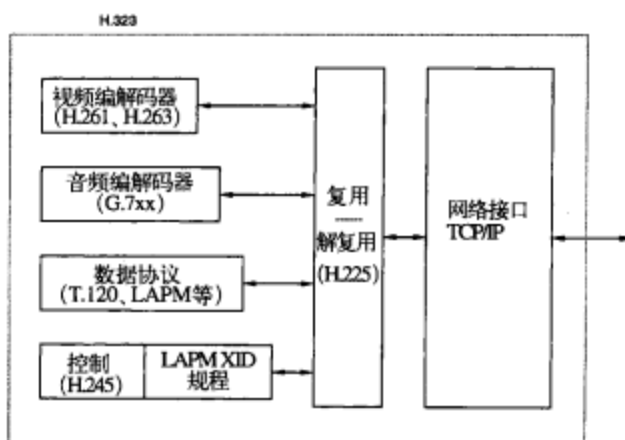 H.323
视频编解码器
(H.261、H.263)
音频编解码器
(G.7xx)
数据协议
(T.120、LAPM等)
控制
(H.245)
LAPM XID
规程
复用
解复用
(H.225)
网络接口
TCP/IP